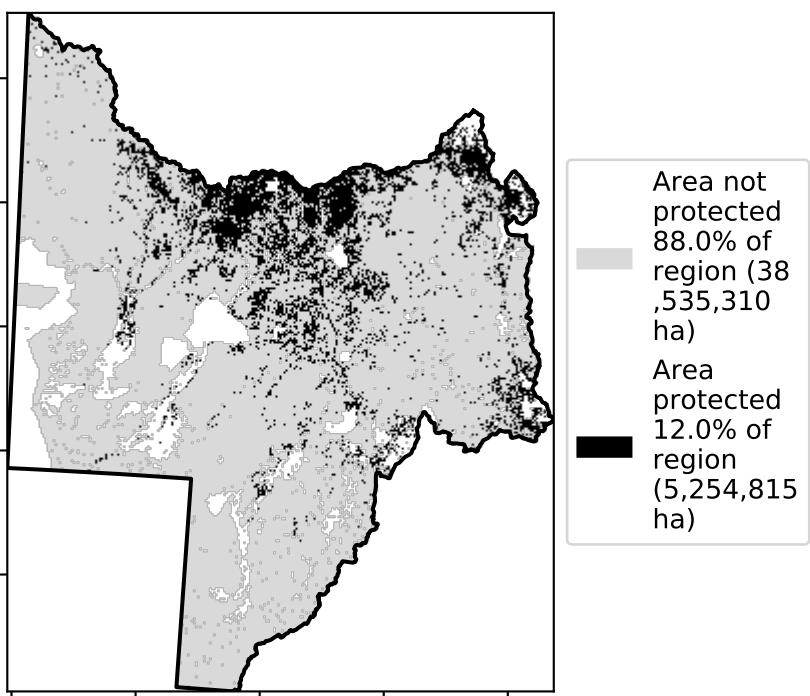 Area not
protected
88.0% of
region (38
,535,310
ha)
Area
protected
12.0% of
region
(5,254,815
ha)